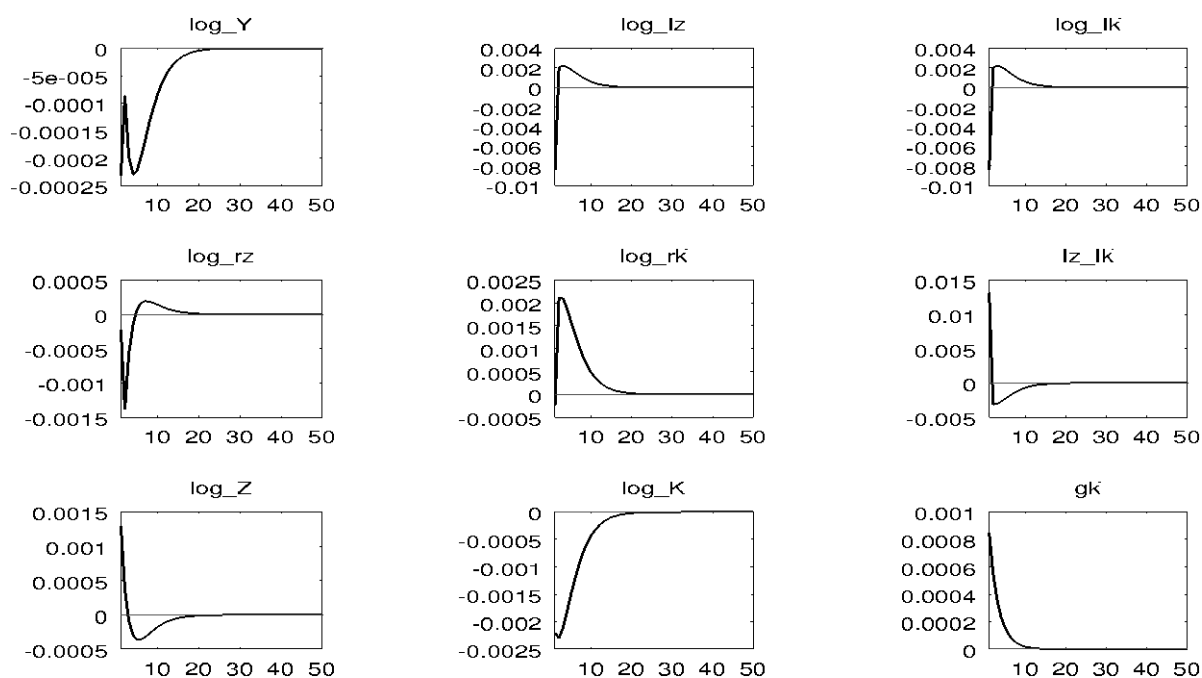 log_Y
0
-5e-005
-0.0001
-0.00015
-0.0002
-0.00025
10 20 30 40 50
log_Iz
0.004
0.002
0
-0.002
-0.004
-0.006
-0.008
-0.01
10 20 30 40 50
log_Ik
0.004
0.002
0
-0.002
-0.004
-0.006
-0.008
-0.01
10 20 30 40 50
log_rz
0.0005
0
-0.0005
-0.001
-0.0015
10 20 30 40 50
log_rk
0.0025
0.002
0.0015
0.001
0.0005
0
-0.0005
10 20 30 40 50
Iz_Ik
0.015
0.01
0.005
0
-0.005
10 20 30 40 50
log_Z
0.0015
0.001
0.0005
0
-0.0005
10 20 30 40 50
log_K
0
-0.0005
-0.001
-0.0015
-0.002
-0.0025
10 20 30 40 50
gk
0.001
0.0008
0.0006
0.0004
0.0002
0
10 20 30 40 50